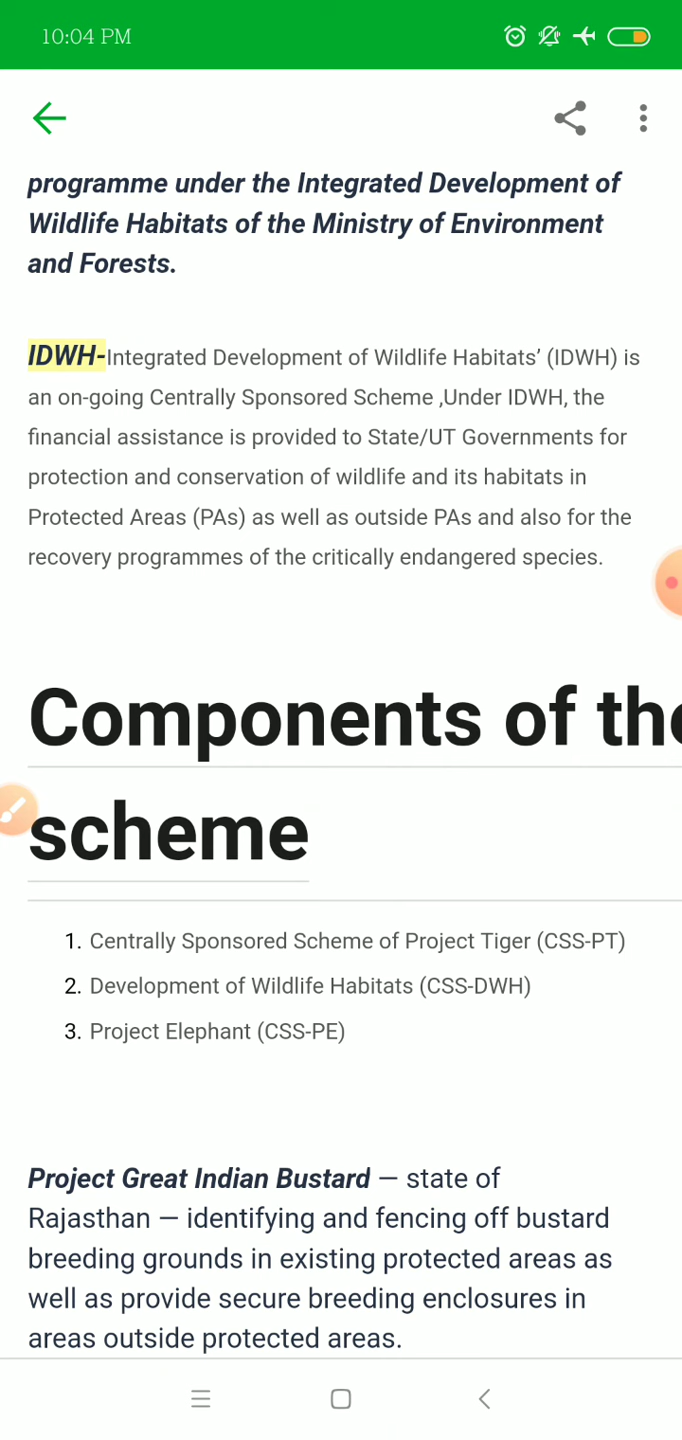 10:04 PM
programme under the Integrated Development of
Wildlife Habitats of the Ministry of Environment
and Forests.
IDWH-Integrated Development of Wildlife Habitats’ (IDWH) is
an on-going Centrally Sponsored Scheme ,Under IDWH, the
financial assistance is provided to State/UT Governments for
protection and conservation of wildlife and its habitats in
Protected Areas (PAs) as well as outside PAs and also for the
recovery programmes of the critically endangered species.
Components of the
scheme
1. Centrally Sponsored Scheme of Project Tiger (CSS-PT)
2. Development of Wildlife Habitats (CSS-DWH)
3. Project Elephant (CSS-PE)
Project Great Indian Bustard — state of
Rajasthan — identifying and fencing off bustard
breeding grounds in existing protected areas as
well as provide secure breeding enclosures in
areas outside protected areas.